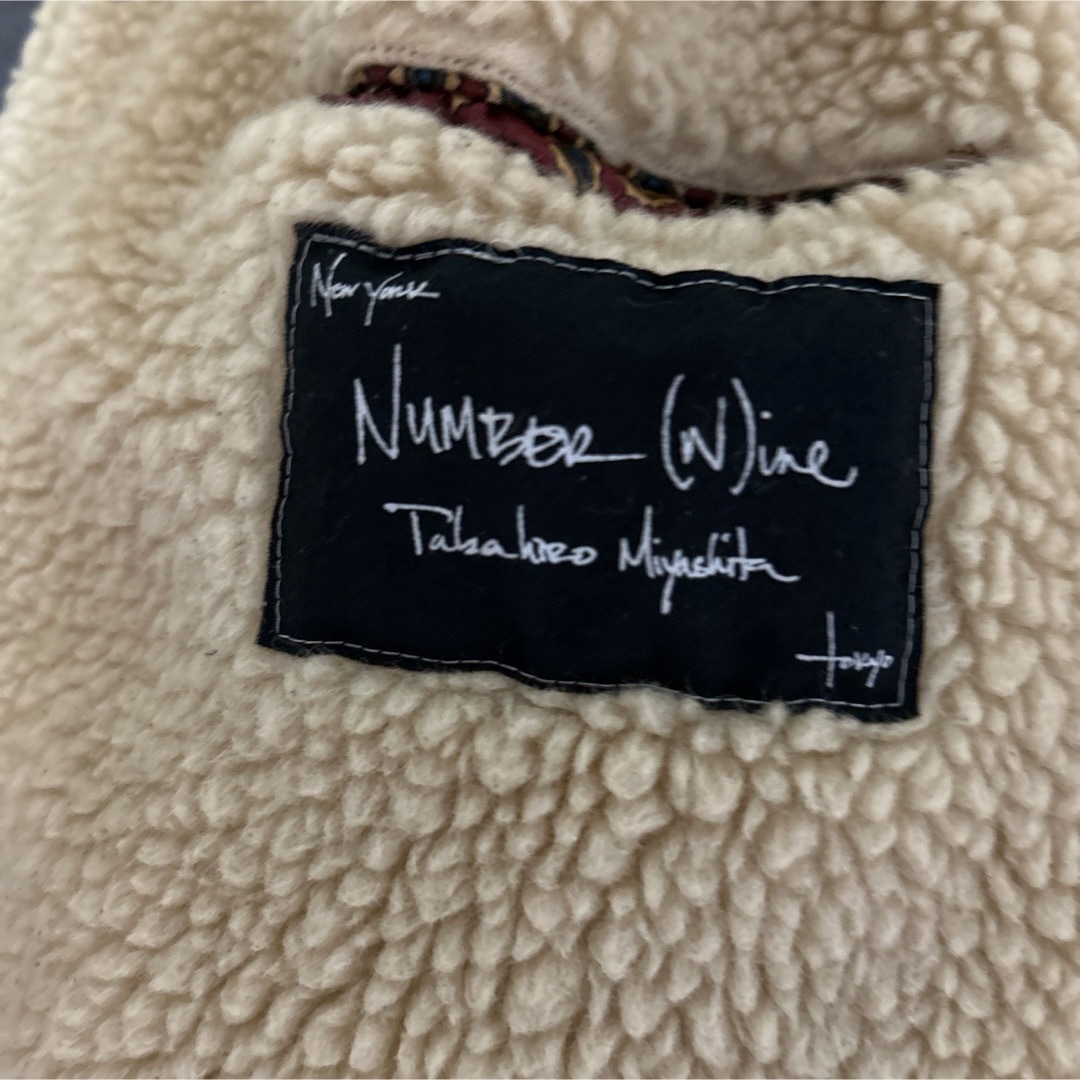 New York
NUMBER (N)ine
Takahiro Miyashita
tokyo